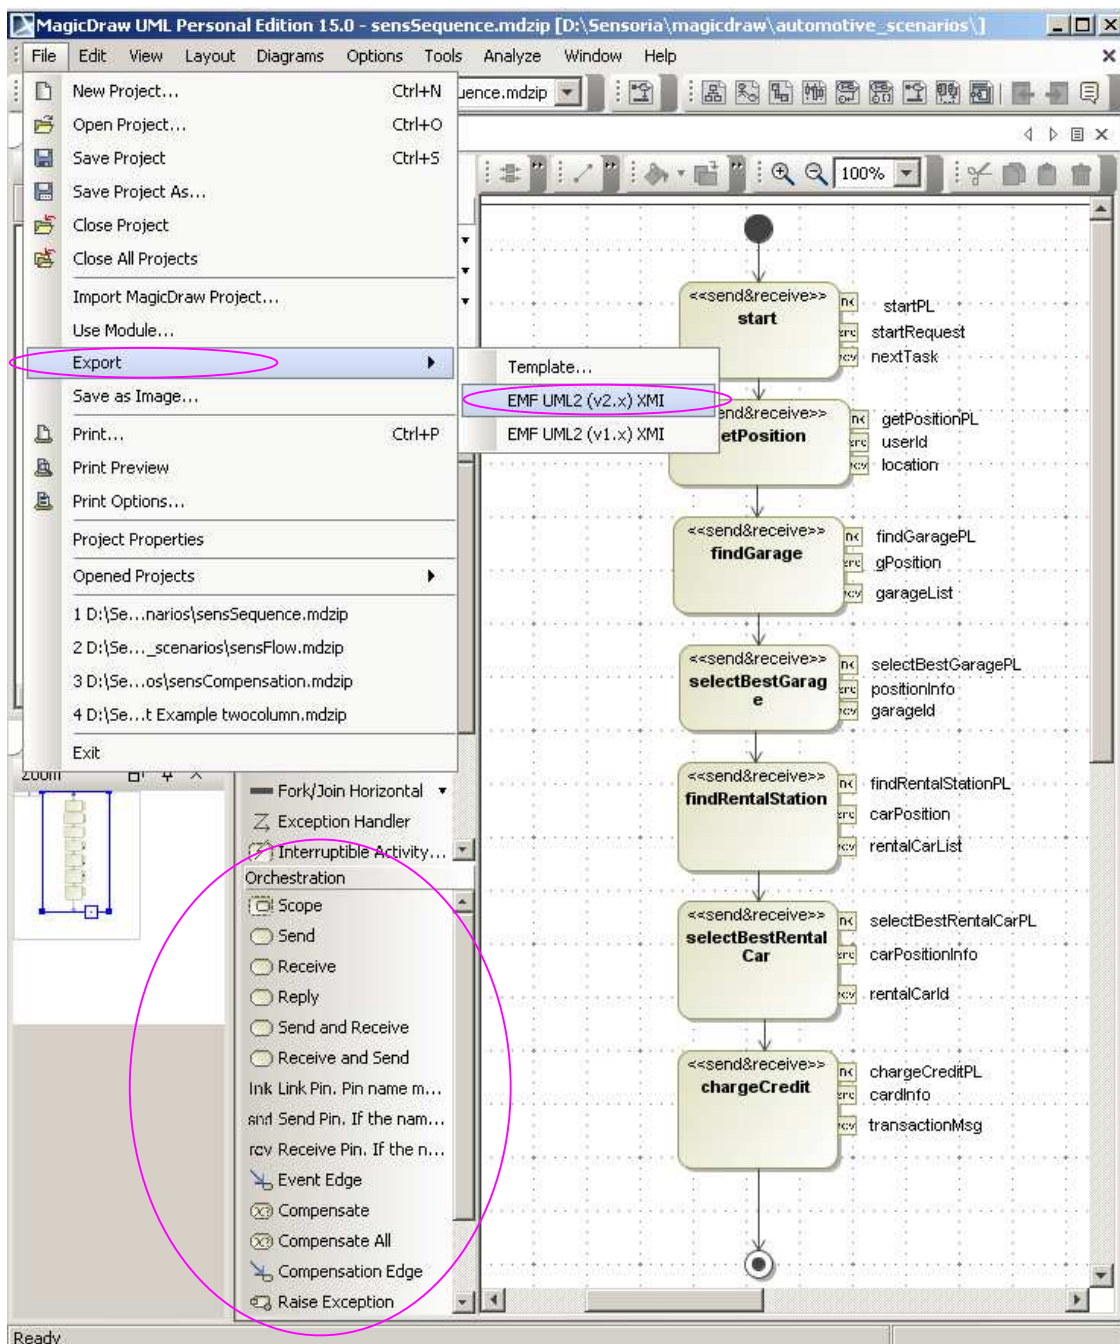 MagicDraw UML Personal Edition 15.0 - sensSequence.mdzip [D:\Sensoria\magicdraw\automotive_scenarios\]
File Edit View Layout Diagrams Options Tools Analyze Window Help
New Project... Ctrl+N
uence.mdzip
Open Project... Ctrl+O
Save Project Ctrl+S
100%
Save Project As...
Close Project
Close All Projects
Import MagicDraw Project...
Use Module...
Export
Save as Image...
Print... Ctrl+P
Print Preview
Print Options...
Project Properties
Opened Projects
1 D:\Se...narios\sensSequence.mdzip
2 D:\Se..._scenarios\sensFlow.mdzip
3 D:\Se...os\sensCompensation.mdzip
4 D:\Se...t Example twocolumn.mdzip
Exit
Template...
EMF UML2 (v2.x) XMI
EMF UML2 (v1.x) XMI
Zoom
Fork/Join Horizontal
Exception Handler
Interruptible Activity...
Orchestration
Scope
Send
Receive
Reply
Send and Receive
Receive and Send
lnk Link Pin. Pin name m...
snd Send Pin. If the nam...
rcv Receive Pin. If the n...
Event Edge
Compensate
Compensate All
Compensation Edge
Raise Exception
<<send&receive>>
start
startPL
startRequest
nextTask
end&receive>>
etPosition
getPositionPL
userId
location
<<send&receive>>
findGarage
findGaragePL
gPosition
garageList
<<send&receive>>
selectBestGarag
e
selectBestGaragePL
positionInfo
garageId
<<send&receive>>
findRentalStation
findRentalStationPL
carPosition
rentalCarList
<<send&receive>>
selectBestRental
Car
selectBestRentalCarPL
carPositionInfo
rentalCarId
<<send&receive>>
chargeCredit
chargeCreditPL
cardInfo
transactionMsg
Ready